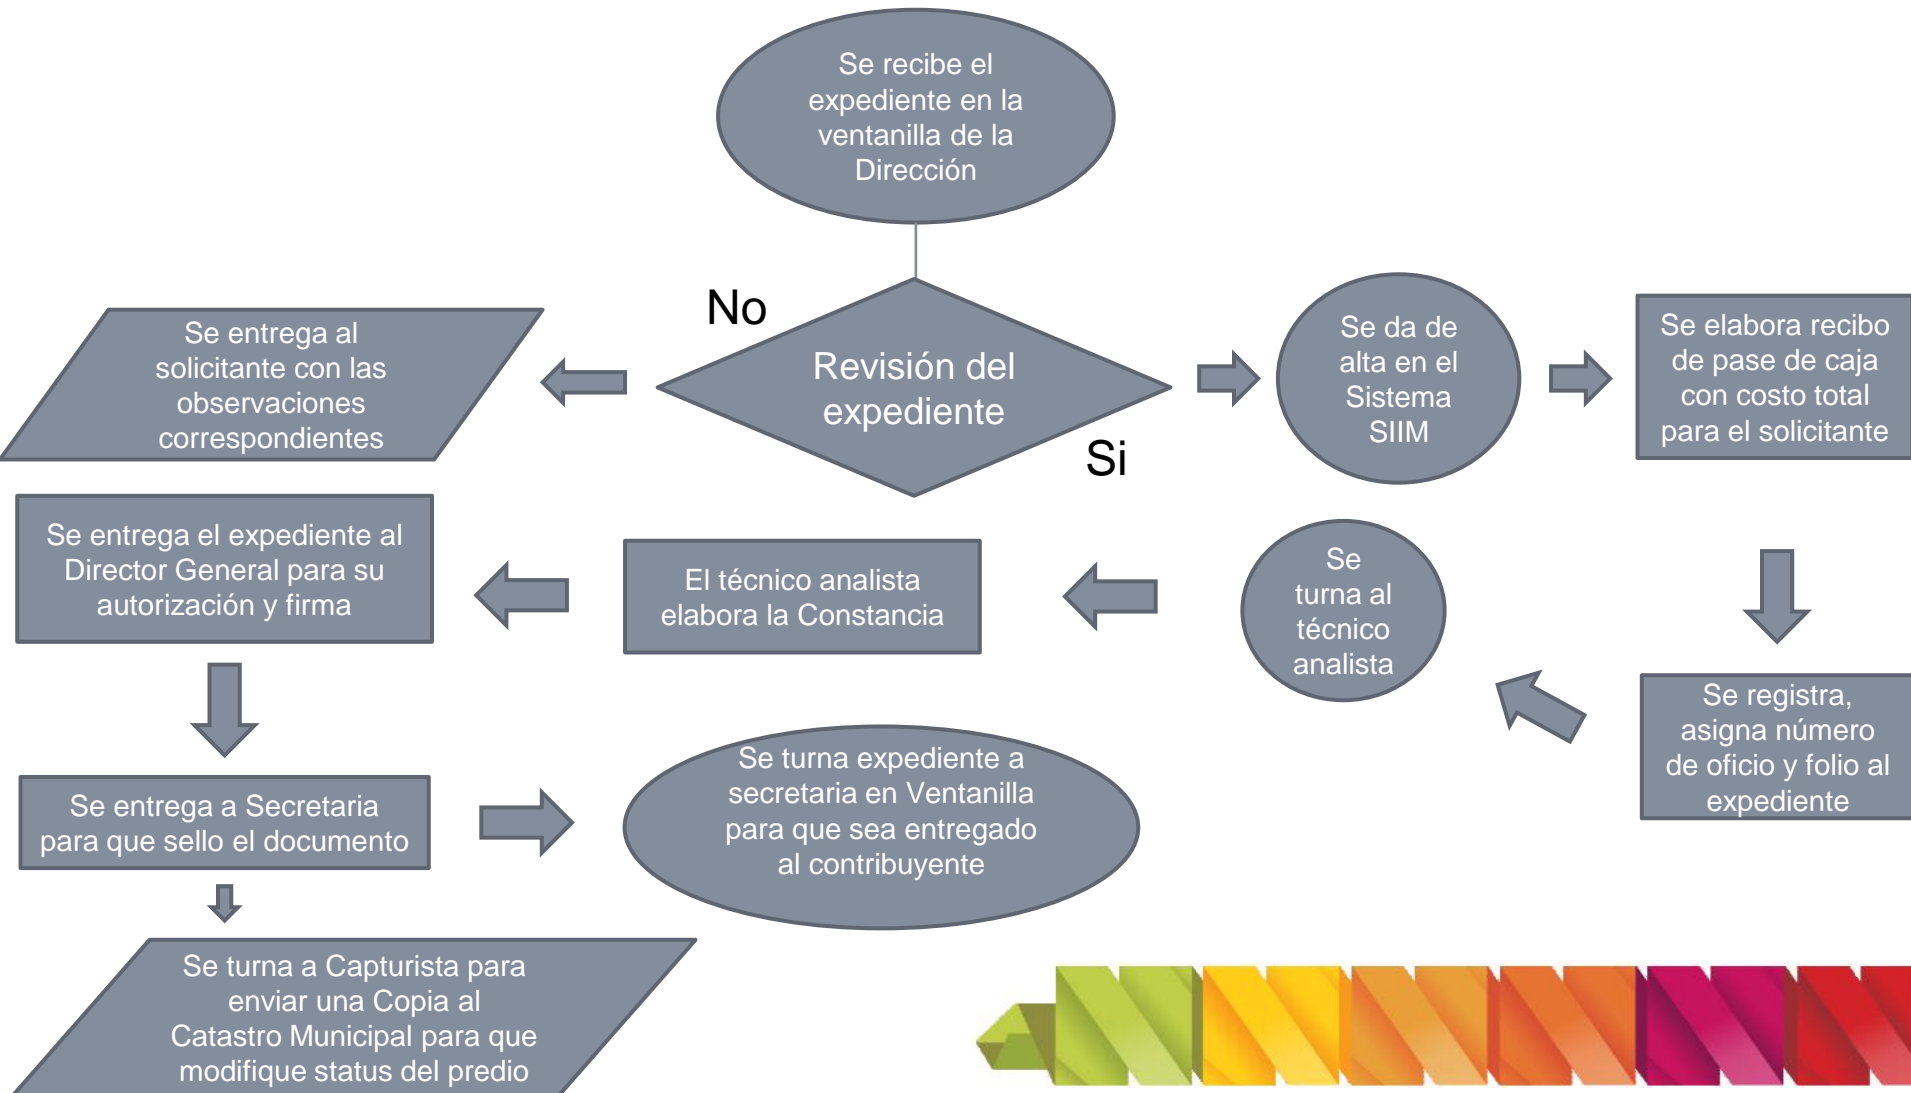 Se recibe el
expediente en la
ventanilla de la
Dirección
No
Revisión del
expediente
Si
Se entrega al
solicitante con las
observaciones
correspondientes
Se da de
alta en el
Sistema
SIIM
Se elabora recibo
de pase de caja
con costo total
para el solicitante
Se registra,
asigna número
de oficio y folio al
expediente
Se
turna al
técnico
analista
El técnico analista
elabora la Constancia
Se entrega el expediente al
Director General para su
autorización y firma
Se entrega a Secretaria
para que sello el documento
Se turna expediente a
secretaria en Ventanilla
para que sea entregado
al contribuyente
Se turna a Capturista para
enviar una Copia al
Catastro Municipal para que
modifique status del predio